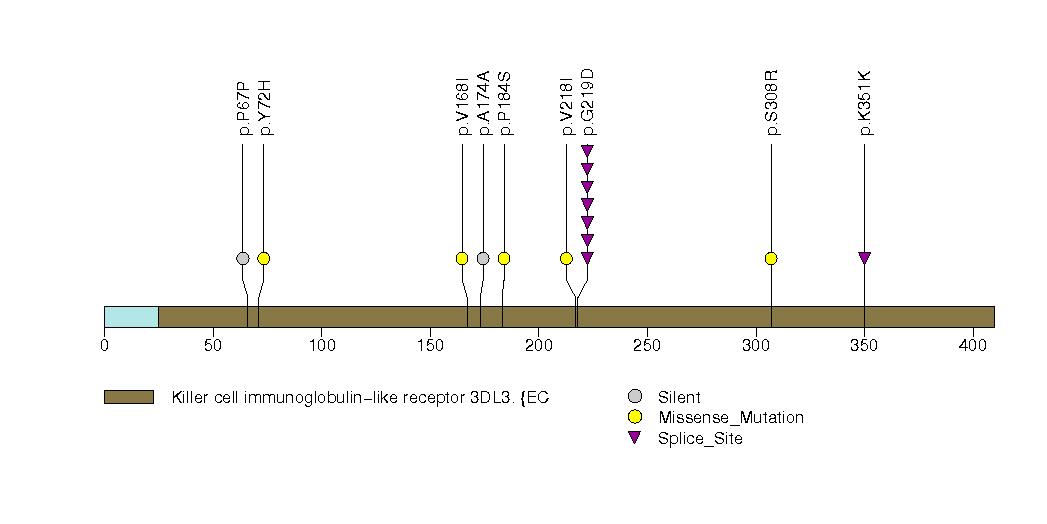 p.P67P
p.Y72H
p.V168I
p.A174A
p.P184S
p.V218I
p.G219D
p.S308R
p.K351K
0 50 100 150 200 250 300 350 400
Killer cell immunoglobulin-like receptor 3DL3. {EC
Silent
Missense_Mutation
Splice_Site